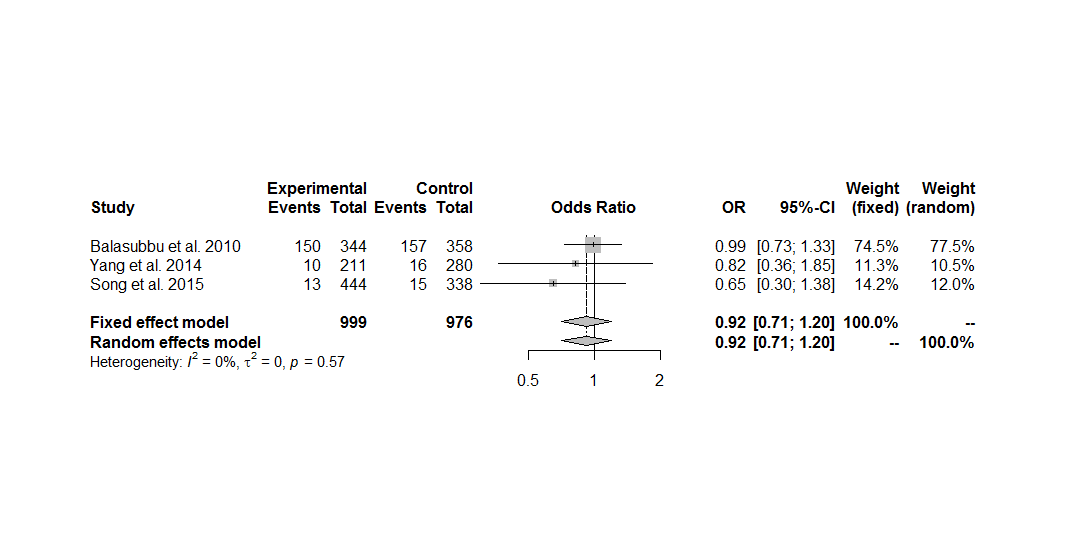 Experimental Control Weight Weight
Study Events Total Events Total Odds Ratio OR 95%-CI (fixed) (random)
Balasubbu et al. 2010 150 344 157 358 0.99 [0.73; 1.33] 74.5% 77.5%
Yang et al. 2014 10 211 16 280 0.82 [0.36; 1.85] 11.3% 10.5%
Song et al. 2015 13 444 15 338 0.65 [0.30; 1.38] 14.2% 12.0%
Fixed effect model 999 976 0.92 [0.71; 1.20] 100.0% --
Random effects model 0.92 [0.71; 1.20] -- 100.0%
Heterogeneity: I² = 0%, τ² = 0, p = 0.57
0.5 1 2